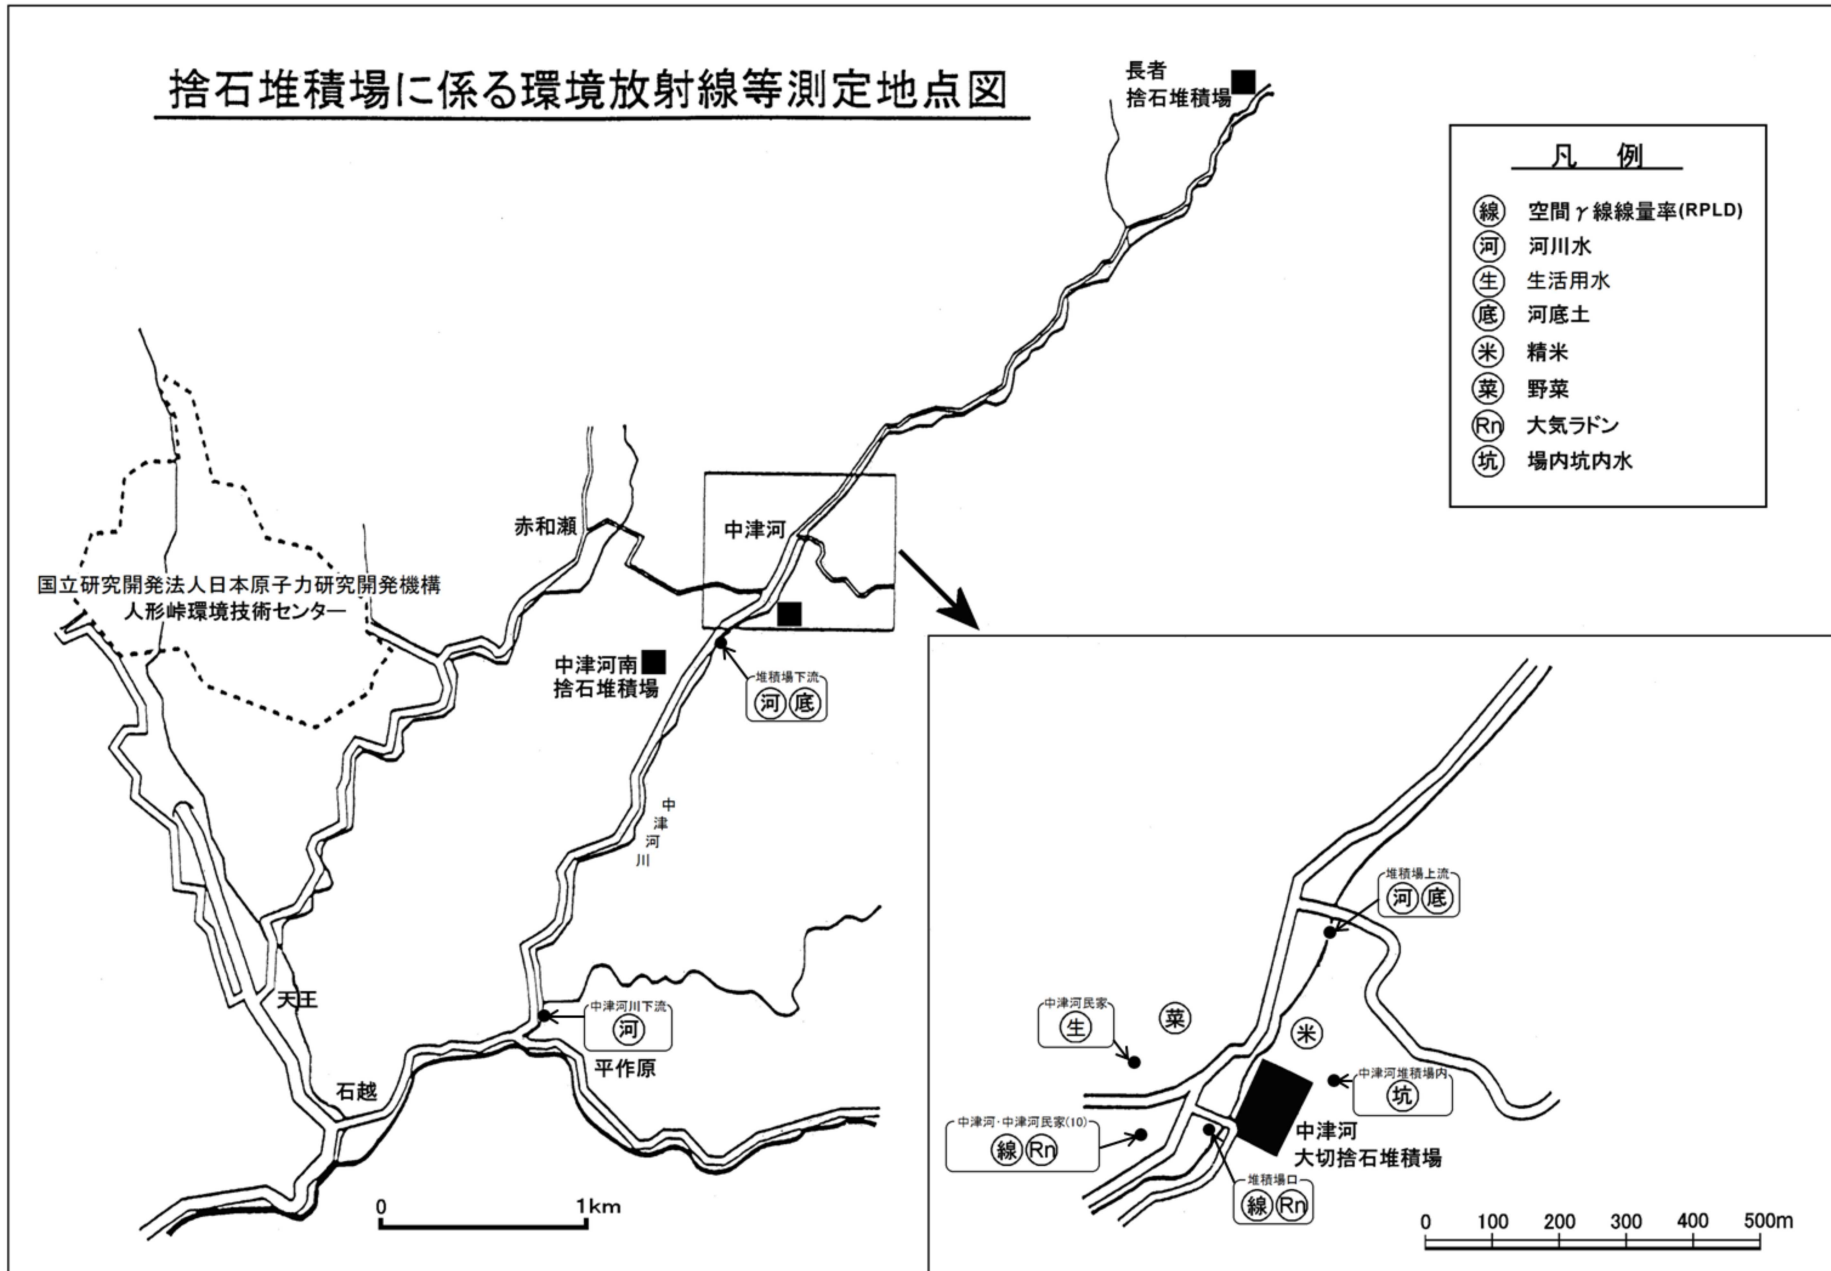 捨石堆積場に係る環境放射線等測定地点図
長者
捨石堆積場
凡 例
線 空間γ線線量率(RPLD)
河 河川水
生 生活用水
底 河底土
米 精米
菜 野菜
Rn 大気ラドン
坑 場内坑内水
赤和瀬
中津河
国立研究開発法人日本原子力研究開発機構
人形峠環境技術センター
中津河南
捨石堆積場
堆積場下流
河 底
中津河川
天王
中津河川下流
河
平作原
石越
0 1km
堆積場上流
河 底
中津河民家
生
菜
米
中津河堆積場内
坑
中津河・中津河民家(10)
線 Rn
中津河
大切捨石堆積場
堆積場口
線 Rn
0 100 200 300 400 500m